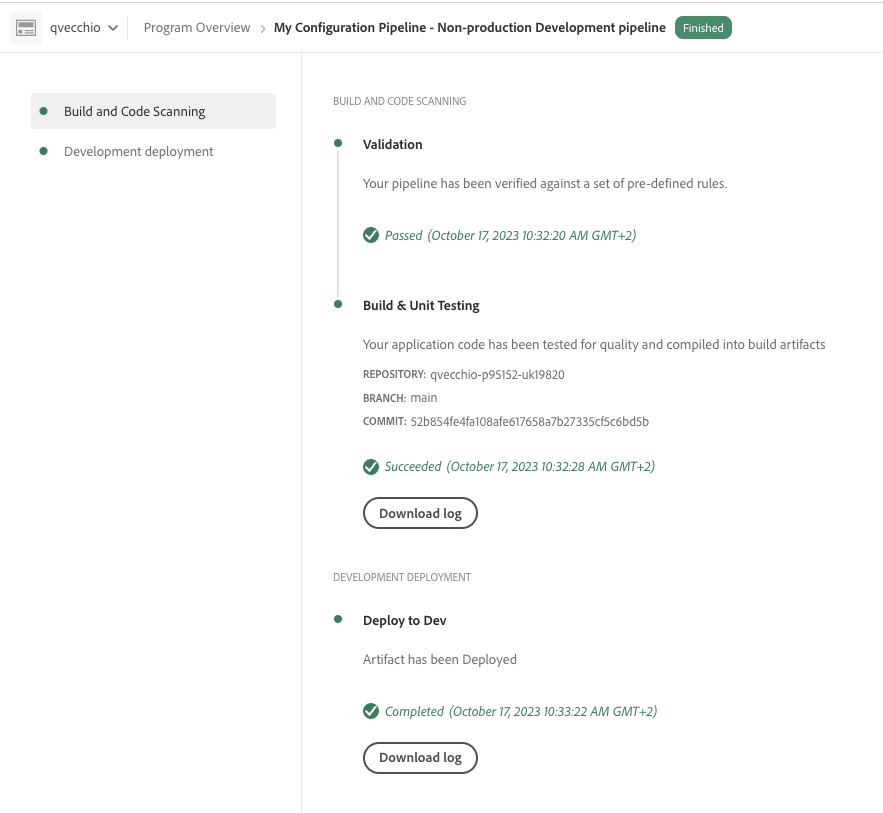 qvecchio Program Overview My Configuration Pipeline - Non-production Development pipeline Finished
Build and Code Scanning
Development deployment
BUILD AND CODE SCANNING
Validation
Your pipeline has been verified against a set of pre-defined rules.
Passed (October 17, 2023 10:32:20 AM GMT+2)
Build & Unit Testing
Your application code has been tested for quality and compiled into build artifacts
REPOSITORY: qvecchio-p95152-uk19820
BRANCH: main
COMMIT: 52b854fe4fa108afe617658a7b27335cf5c6bd5b
Succeeded (October 17, 2023 10:32:28 AM GMT+2)
Download log
DEVELOPMENT DEPLOYMENT
Deploy to Dev
Artifact has been Deployed
Completed (October 17, 2023 10:33:22 AM GMT+2)
Download log